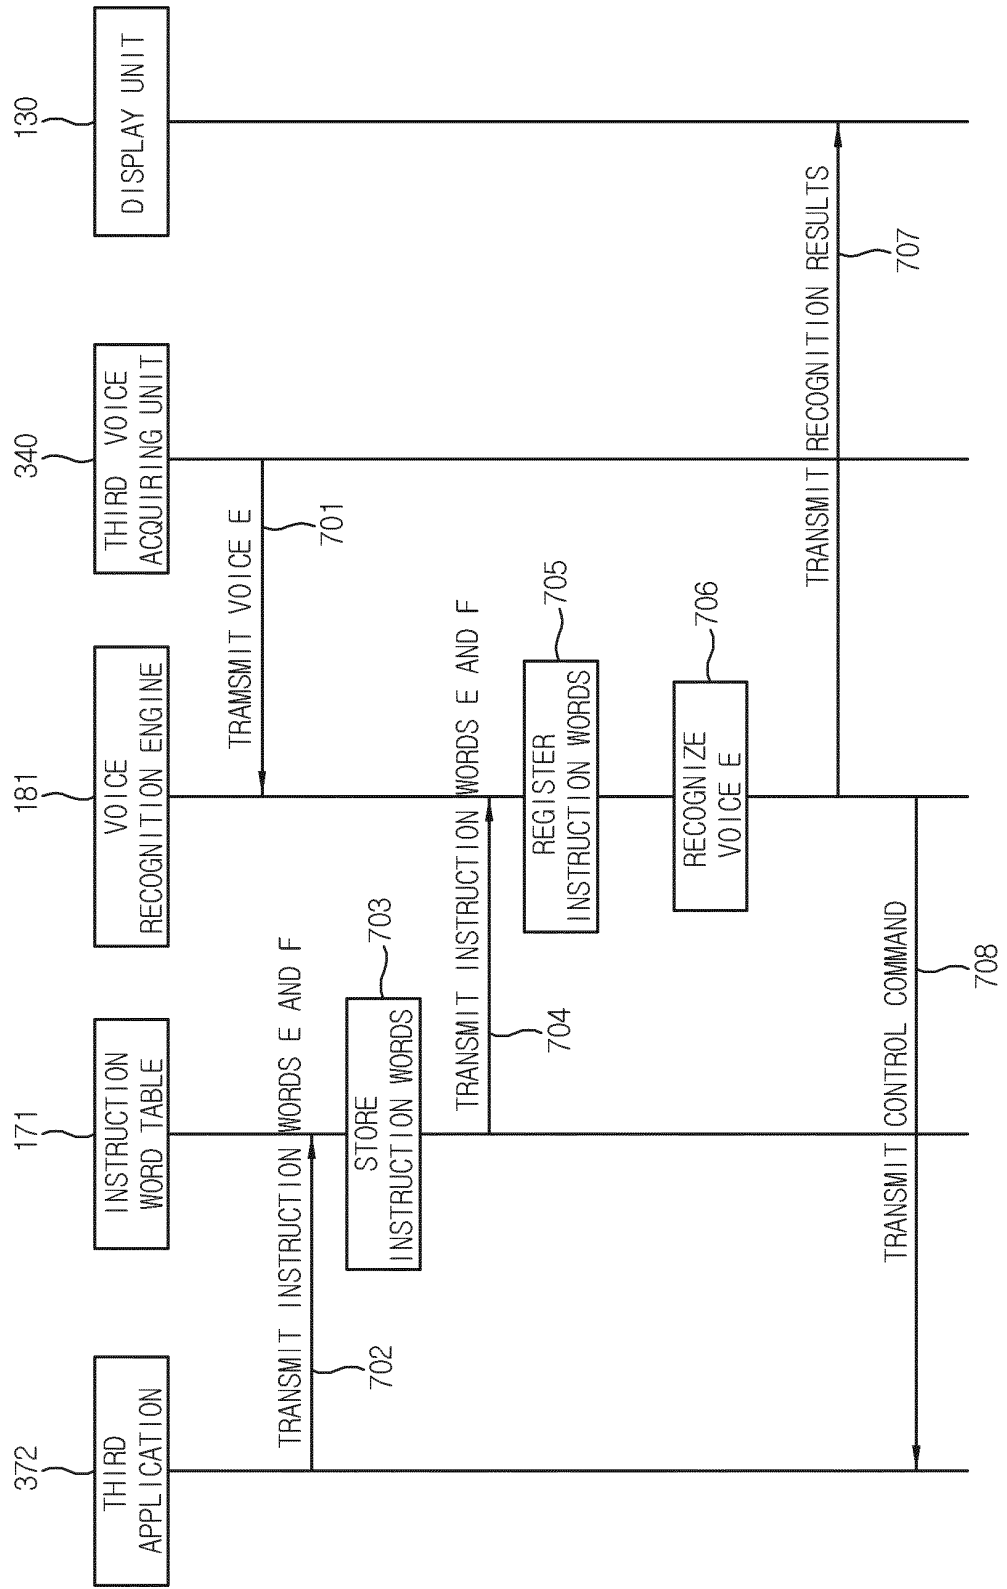 372
171
181
340
130
THIRD
APPLICATION
INSTRUCTION
WORD TABLE
VOICE
RECOGNITION ENGINE
THIRD VOICE
ACQUIRING UNIT
DISPLAY UNIT
TRAMSMIT VOICE E
701
TRANSMIT INSTRUCTION WORDS E AND F
702
STORE
INSTRUCTION WORDS
703
TRANSMIT INSTRUCTION WORDS E AND F
704
REGISTER
INSTRUCTION WORDS
705
RECOGNIZE
VOICE E
706
TRANSMIT RECOGNITION RESULTS
707
TRANSMIT CONTROL COMMAND
708